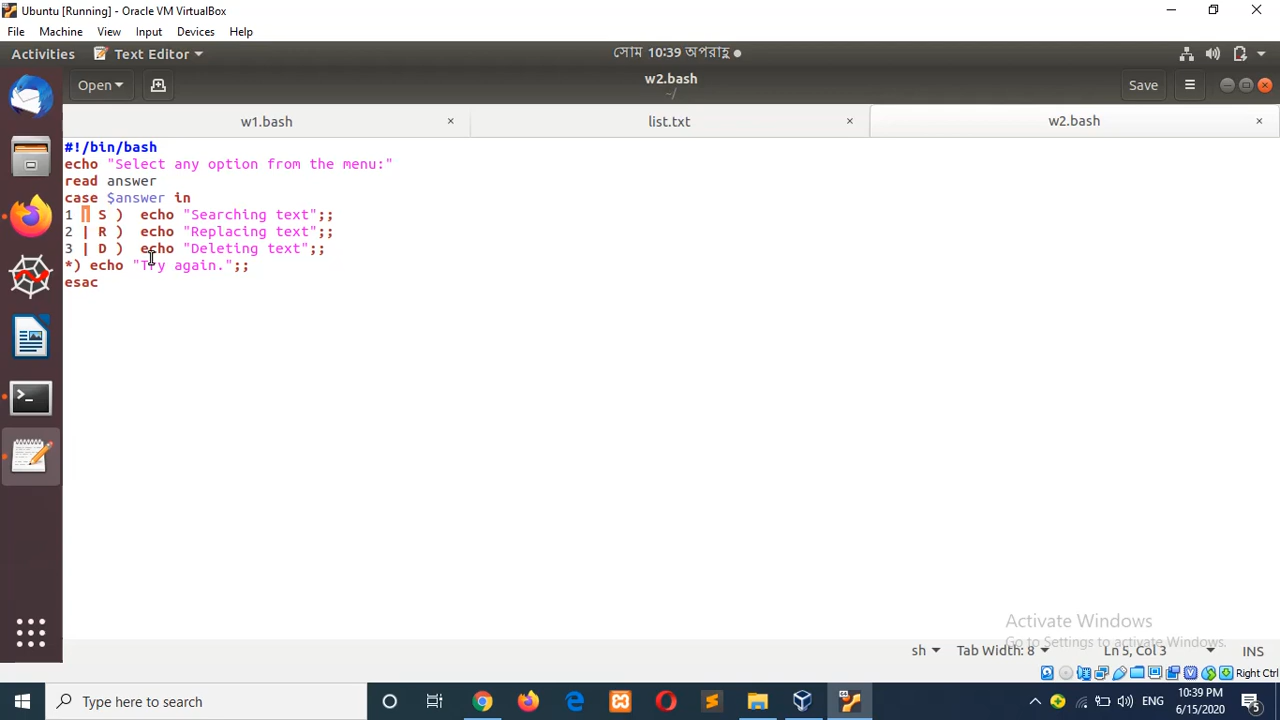 Ubuntu [Running] - Oracle VM VirtualBox
File Machine View Input Devices Help
Activities Text Editor সোম 10:39 অপরাহ্ণ
Open w2.bash Save
~/
w1.bash × list.txt × w2.bash ×
#!/bin/bash
echo "Select any option from the menu:"
read answer
case $answer in
1 | S ) echo "Searching text";;
2 | R ) echo "Replacing text";;
3 | D ) echo "Deleting text";;
*) echo "Try again.";;
esac
Activate Windows
Go to Settings to activate Windows.
sh Tab Width: 8 Ln 5, Col 3 INS
Right Ctrl
Type here to search
ENG
10:39 PM
6/15/2020
5